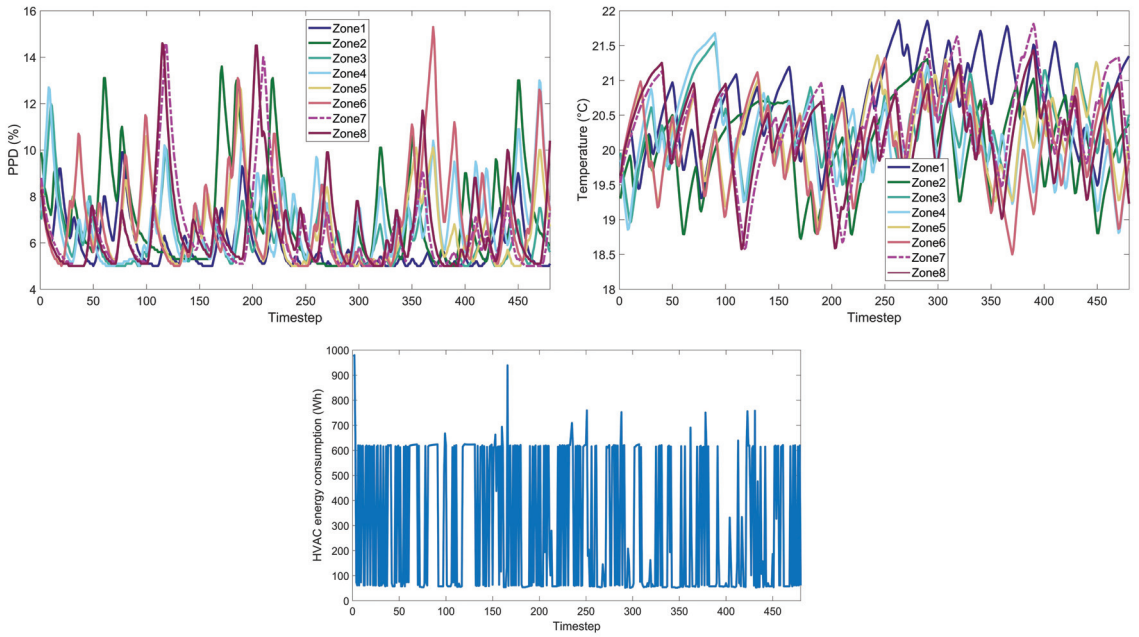 16
14
12
10
8
6
4
PPD (%)
Zone1
Zone2
Zone3
Zone4
Zone5
Zone6
Zone7
Zone8
0 50 100 150 200 250 300 350 400 450
Timestep
22
21.5
21
20.5
20
19.5
19
18.5
18
Temperature (°C)
Zone1
Zone2
Zone3
Zone4
Zone5
Zone6
Zone7
Zone8
0 50 100 150 200 250 300 350 400 450
Timestep
1000
900
800
700
600
500
400
300
200
100
0
HVAC energy consumption (Wh)
0 50 100 150 200 250 300 350 400 450
Timestep